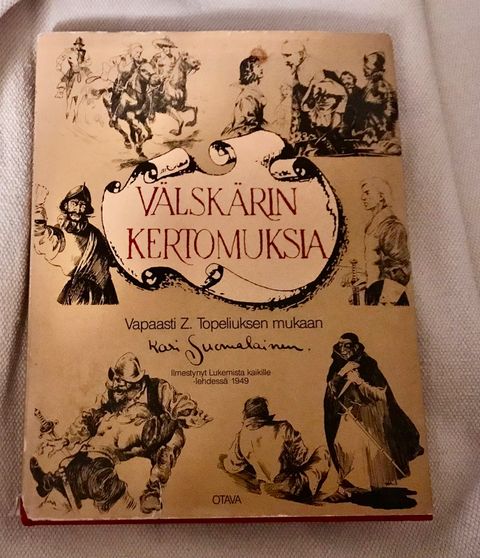 VÄLSKÄRIN
KERTOMUKSIA
Vapaasti Z. Topeliuksen mukaan
Kari Suomalainen.
Ilmestynyt Lukemista kaikille
-lehdessä 1949
OTAVA